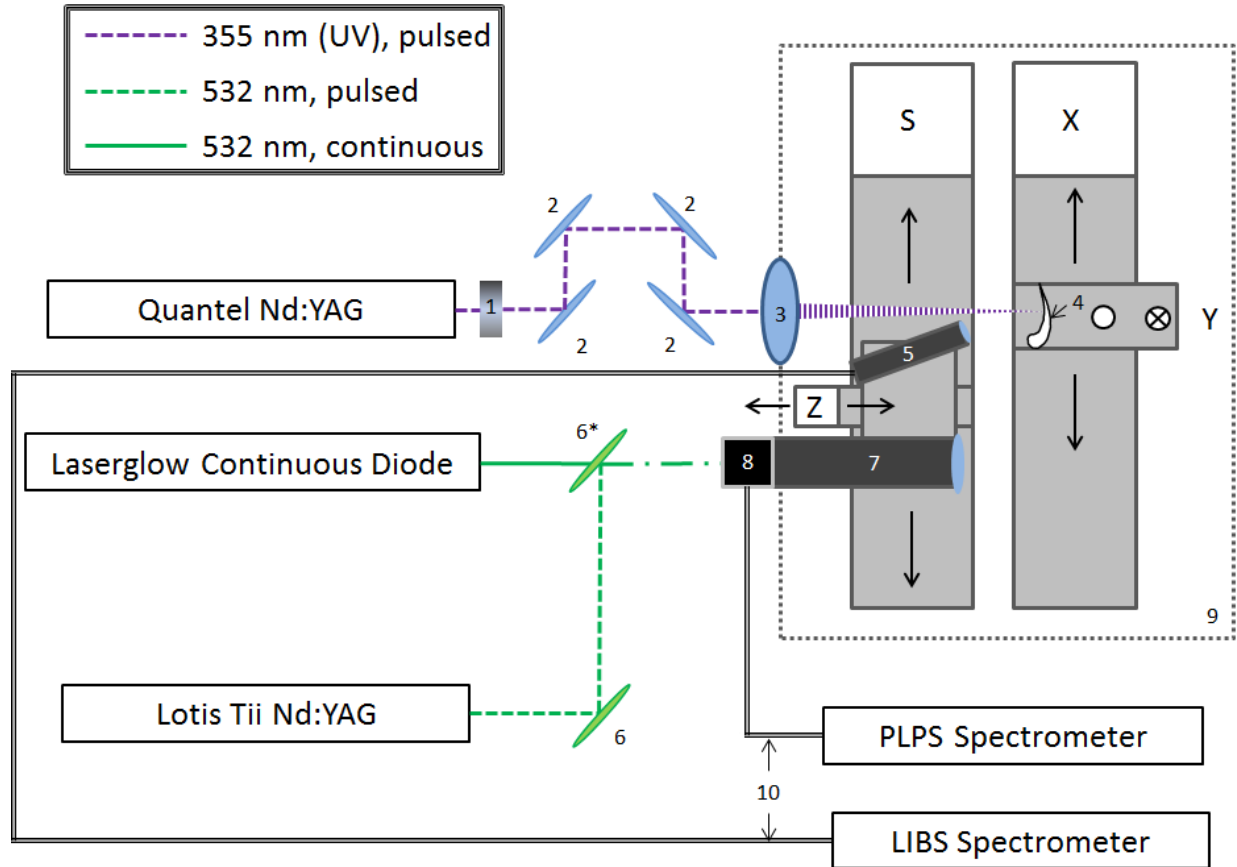 355 nm (UV), pulsed
532 nm, pulsed
532 nm, continuous
S
X
2
2
Quantel Nd:YAG
1
2
2
3
4
Y
5
Z
Laserglow Continuous Diode
6*
8
7
9
Lotis Tii Nd:YAG
6
PLPS Spectrometer
10
LIBS Spectrometer